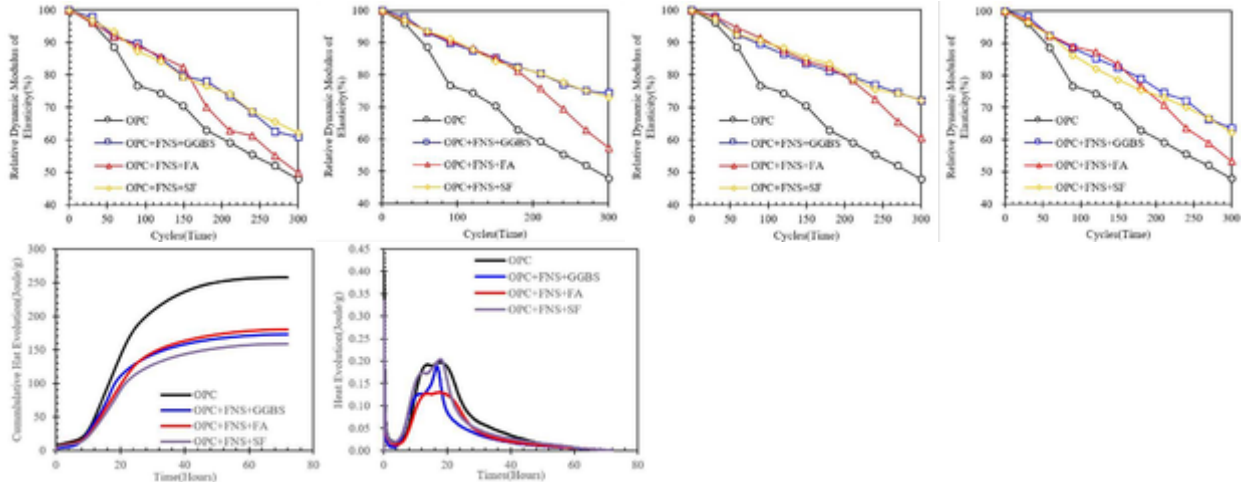 Relative Dynamic Modulus of
Elasticity(%)
100
90
80
70
60
50
40
OPC
OPC+FNS+GGBS
OPC+FNS+FA
OPC+FNS+SF
0 50 100 150 200 250 300
Cycles(Time)
Relative Dynamic Modulus of
Elasticity(%)
100
90
80
70
60
50
40
OPC
OPC+FNS+GGBS
OPC+FNS+FA
OPC+FNS+SF
0 100 200 300
Cycles(Time)
Relative Dynamic Modulus of
Elasticity(%)
100
90
80
70
60
50
40
OPC
OPC+FNS+GGBS
OPC+FNS+FA
OPC+FNS+SF
0 50 100 150 200 250 300
Cycles(Time)
Relative Dynamic Modulus of
Elasticity(%)
100
90
80
70
60
50
40
OPC
OPC+FNS+GGBS
OPC+FNS+FA
OPC+FNS+SF
0 50 100 150 200 250 300
Cycles(Time)
Heat Evolution(Joule/g)
300
250
200
150
100
50
0
OPC
OPC+FNS+GGBS
OPC+FNS+FA
OPC+FNS+SF
0 20 40 60 80
Time(Hours)
Heat Evolution(Joule/g)
0.45
0.40
0.35
0.30
0.25
0.20
0.15
0.10
0.05
0.00
OPC
OPC+FNS+GGBS
OPC+FNS+FA
OPC+FNS+SF
0 20 40 60 80
Times(Hours)